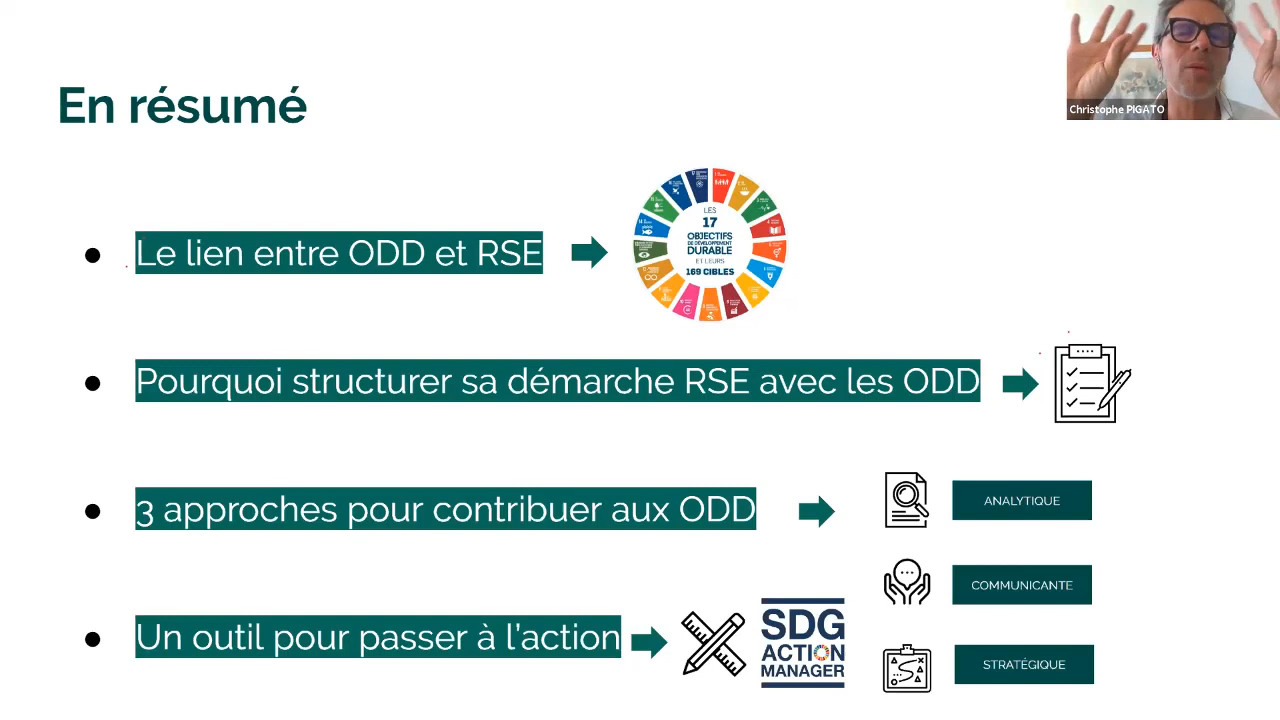 Christophe PIGATO
En résumé
Le lien entre ODD et RSE
LES
17
OBJECTIFS
DE DÉVELOPPEMENT
DURABLE
ET LEURS
169 CIBLES
Pourquoi structurer sa démarche RSE avec les ODD
3 approches pour contribuer aux ODD
ANALYTIQUE
COMMUNICANTE
STRATÉGIQUE
Un outil pour passer à l’action
SDG
ACTION
MANAGER